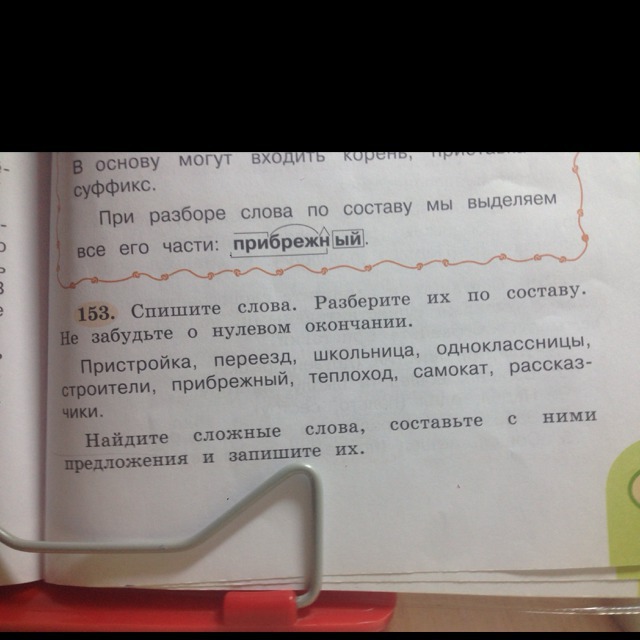 В основу могут входить корень,
суффикс.
При разборе слова по составу мы выделяем
все его части: прибрежный.
153. Спишите слова. Разберите их по составу.
Не забудьте о нулевом окончании.
Пристройка, переезд, школьница, одноклассницы,
строители, прибрежный, теплоход, самокат, рассказ-
чики.
Найдите сложные слова, составьте с ними
предложения и запишите их.